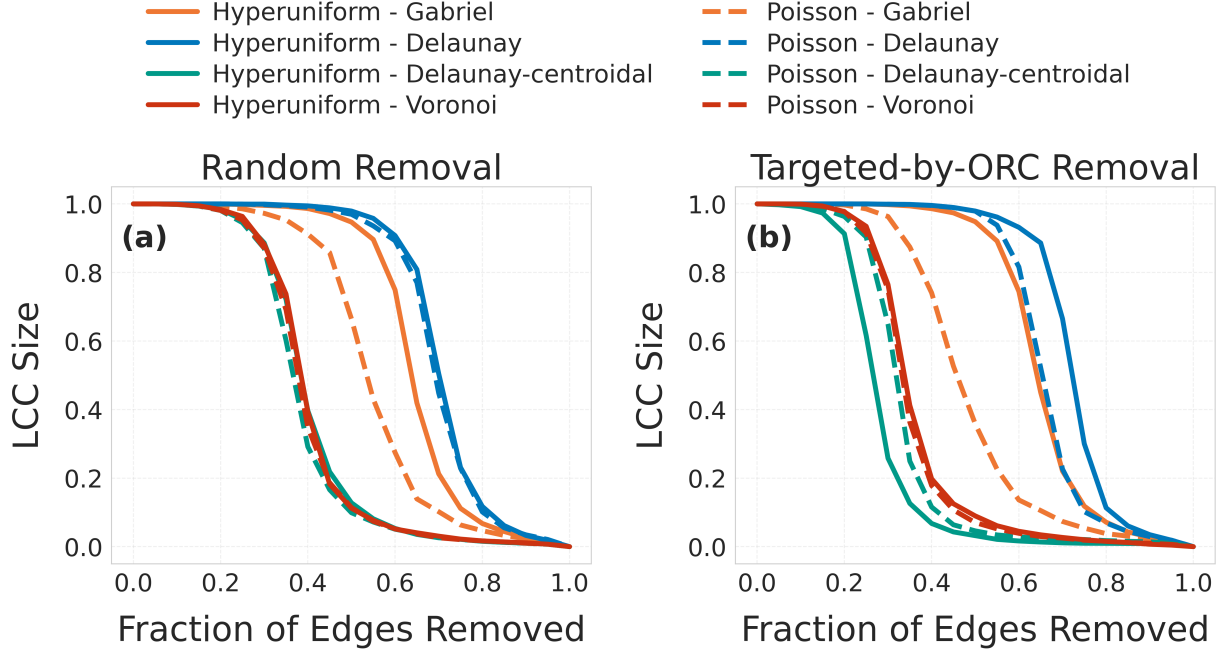 Hyperuniform - Gabriel
Hyperuniform - Delaunay
Hyperuniform - Delaunay-centroidal
Hyperuniform - Voronoi
Poisson - Gabriel
Poisson - Delaunay
Poisson - Delaunay-centroidal
Poisson - Voronoi
Random Removal
(a)
LCC Size
1.0
0.8
0.6
0.4
0.2
0.0
0.0 0.2 0.4 0.6 0.8 1.0
Fraction of Edges Removed
Targeted-by-ORC Removal
(b)
LCC Size
1.0
0.8
0.6
0.4
0.2
0.0
0.0 0.2 0.4 0.6 0.8 1.0
Fraction of Edges Removed